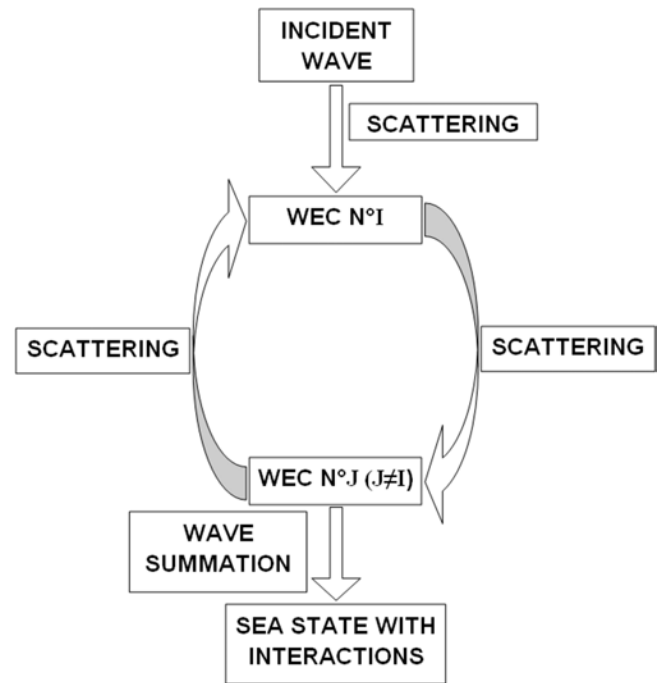 INCIDENT
WAVE
SCATTERING
WEC N°I
SCATTERING
SCATTERING
WEC N°J (J≠I)
WAVE
SUMMATION
SEA STATE WITH
INTERACTIONS